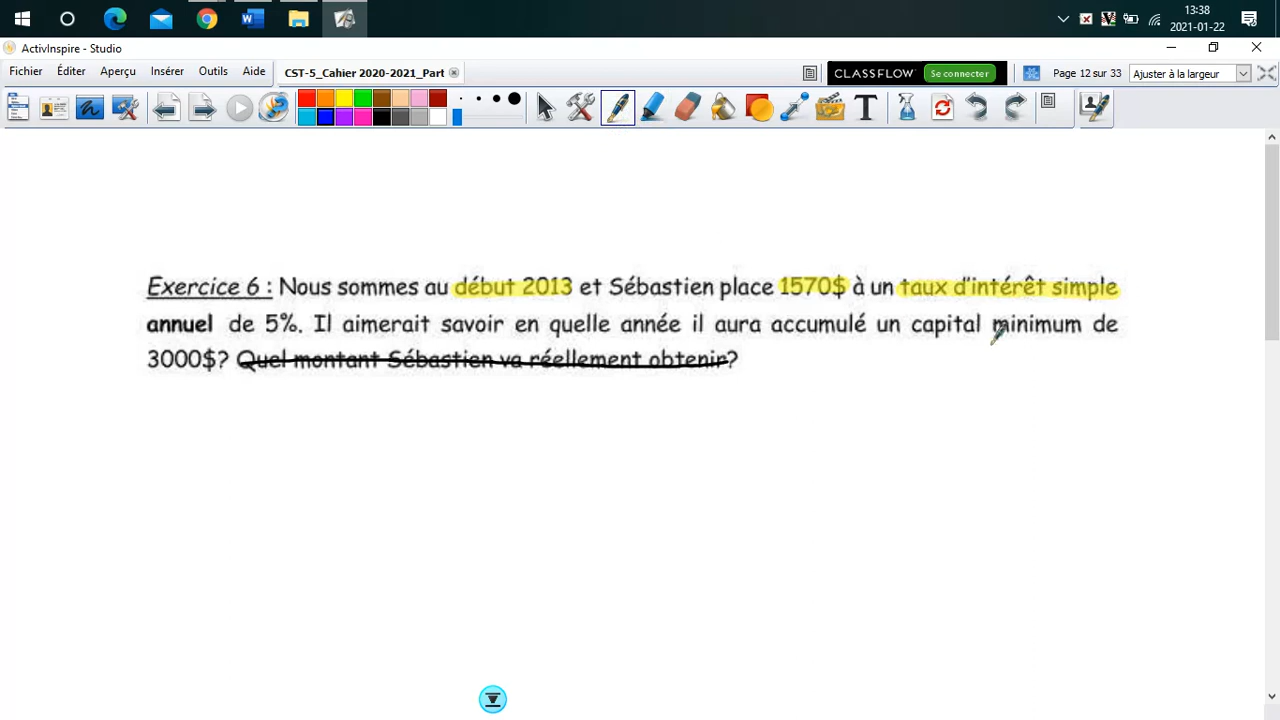 13:38
2021-01-22
ActivInspire - Studio
Fichier Éditer Aperçu Insérer Outils Aide CST-5_Cahier 2020-2021_Part CLASSFLOW Se connecter Page 12 sur 33 Ajuster à la largeur
Exercice 6 : Nous sommes au début 2013 et Sébastien place 1570$ à un taux d'intérêt simple
annuel de 5%. Il aimerait savoir en quelle année il aura accumulé un capital minimum de
3000$? Quel montant Sébastien va réellement obtenir?